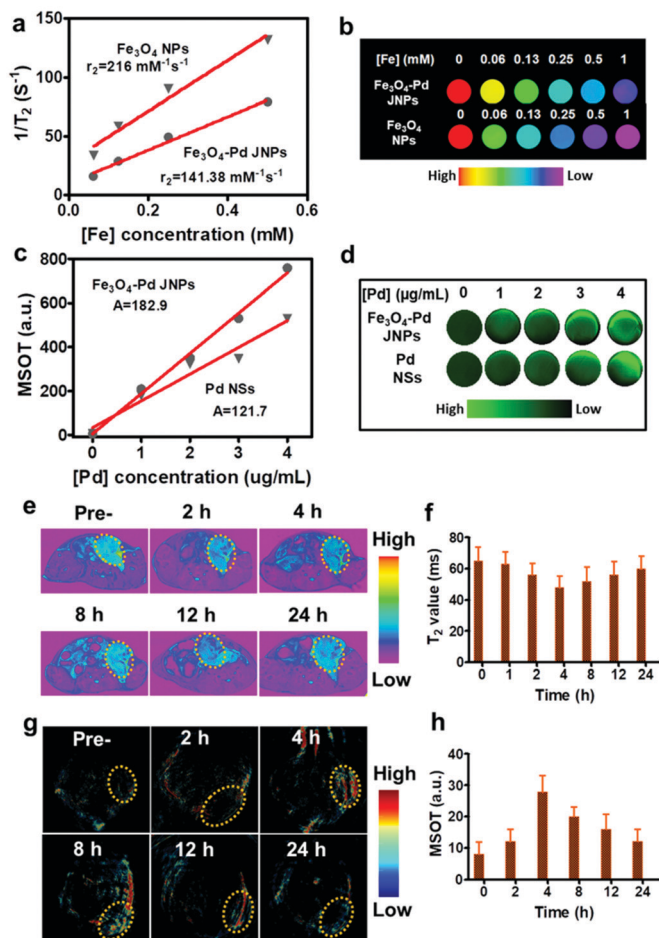 a
1/T₂ (S⁻¹)
150
100
50
0
Fe₃O₄ NPs
r₂=216 mM⁻¹s⁻¹
Fe₃O₄-Pd JNPs
r₂=141.38 mM⁻¹s⁻¹
0.0 0.2 0.4 0.6
[Fe] concentration (mM)
b
[Fe] (mM) 0 0.06 0.13 0.25 0.5 1
Fe₃O₄-Pd
JNPs
0 0.06 0.13 0.25 0.5 1
Fe₃O₄
NPs
High Low
c
MSOT (a.u.)
800
600
400
200
0
Fe₃O₄-Pd JNPs
A=182.9
Pd NSs
A=121.7
0 1 2 3 4
[Pd] concentration (ug/mL)
d
[Pd] (µg/mL) 0 1 2 3 4
Fe₃O₄-Pd
JNPs
Pd
NSs
High Low
e
Pre- 2 h 4 h
8 h 12 h 24 h
High
Low
f
T₂ value (ms)
80
60
40
20
0
0 1 2 4 8 12 24
Time (h)
g
Pre- 2 h 4 h
8 h 12 h 24 h
High
Low
h
MSOT (a.u.)
40
30
20
10
0
0 2 4 8 12 24
Time (h)